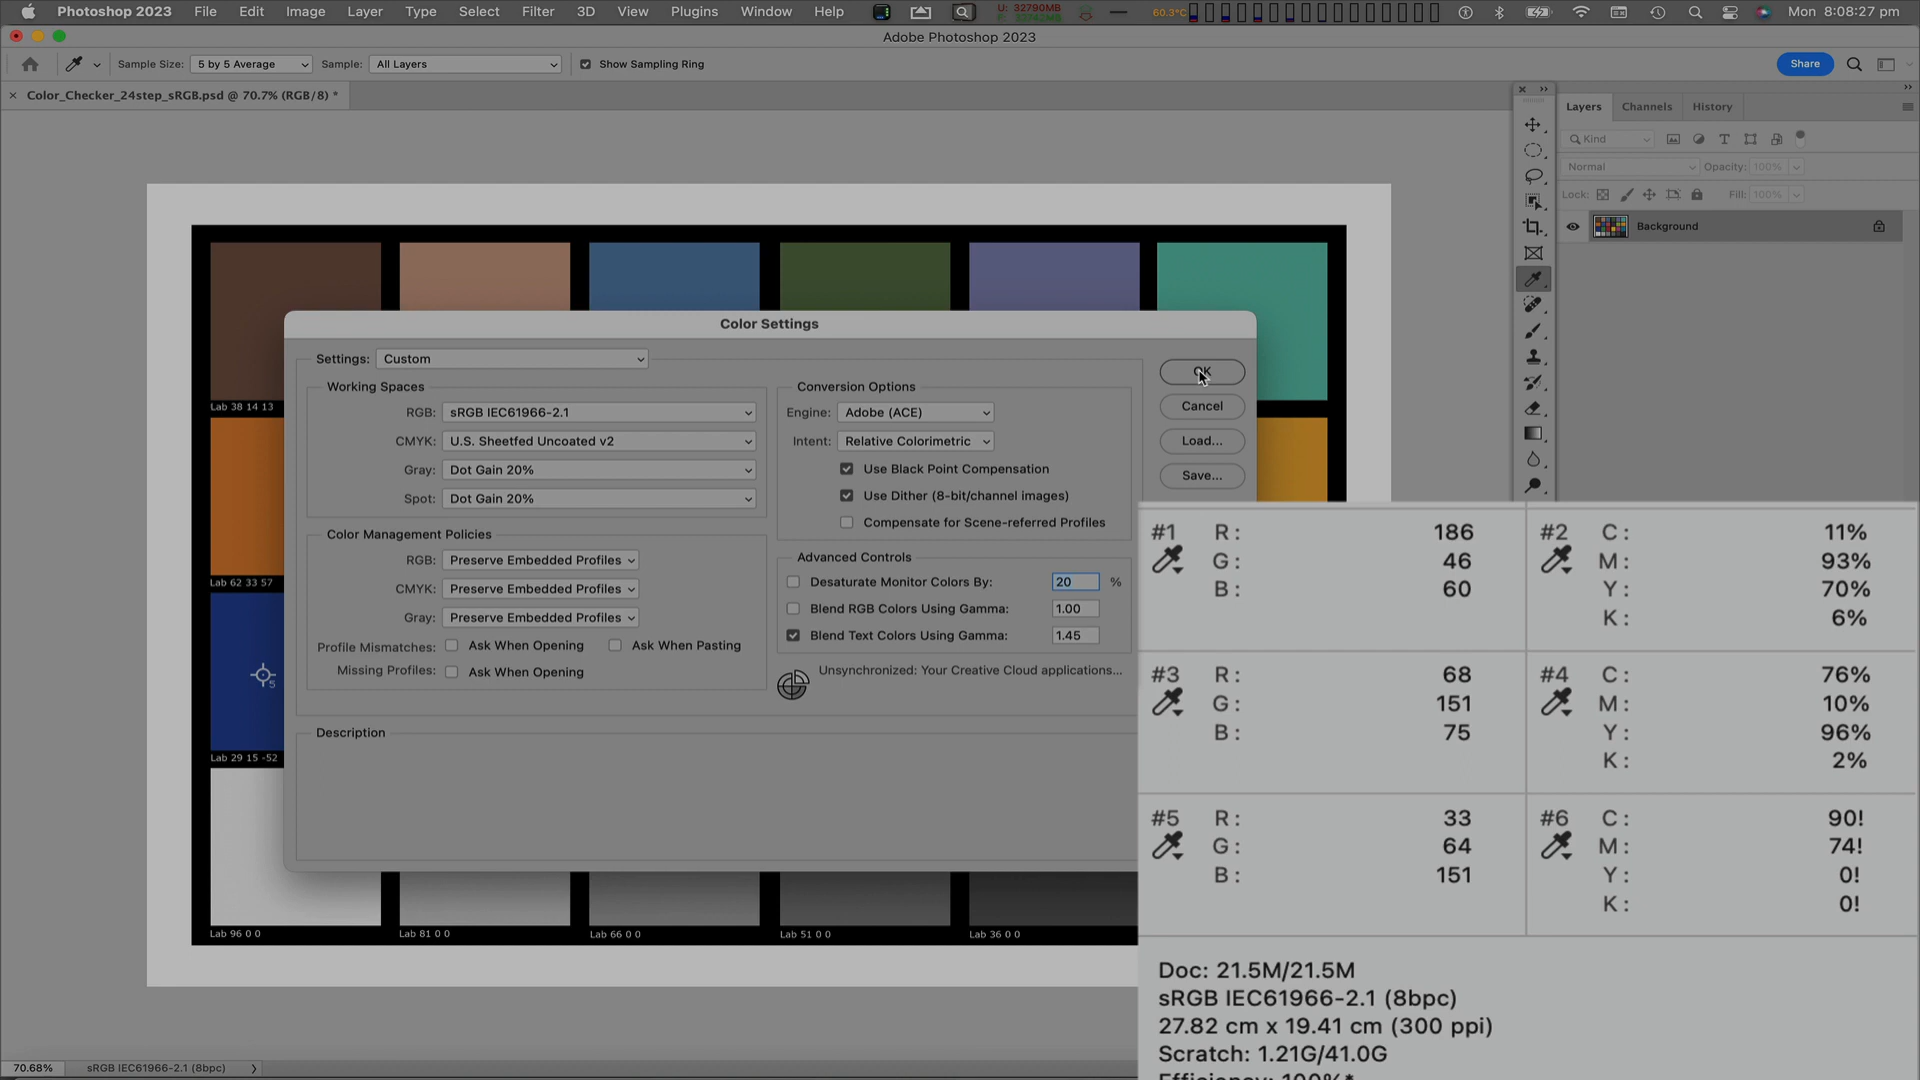 Photoshop 2023 File Edit Image Layer Type Select Filter 3D View Plugins Window Help U: 32790MB 60.3°C Mon 8:08:27 pm
Adobe Photoshop 2023
Sample Size: 5 by 5 Average Sample: All Layers Show Sampling Ring Share
Color_Checker_24step_sRGB.psd @ 70.7% (RGB/8) *
Layers Channels History
Kind
Normal Opacity: 100%
Lock: Fill: 100%
Background
Lab 38 14 13
Lab 62 33 57
5
Lab 29 15 -52
Lab 96 0 0 Lab 81 0 0 Lab 66 0 0 Lab 51 0 0 Lab 36 0 0
Color Settings
Settings: Custom
Working Spaces
RGB: sRGB IEC61966-2.1
CMYK: U.S. Sheetfed Uncoated v2
Gray: Dot Gain 20%
Spot: Dot Gain 20%
Color Management Policies
RGB: Preserve Embedded Profiles
CMYK: Preserve Embedded Profiles
Gray: Preserve Embedded Profiles
Profile Mismatches: Ask When Opening Ask When Pasting
Missing Profiles: Ask When Opening
Conversion Options
Engine: Adobe (ACE)
Intent: Relative Colorimetric
Use Black Point Compensation
Use Dither (8-bit/channel images)
Compensate for Scene-referred Profiles
Advanced Controls
Desaturate Monitor Colors By: 20 %
Blend RGB Colors Using Gamma: 1.00
Blend Text Colors Using Gamma: 1.45
Unsynchronized: Your Creative Cloud applications...
OK
Cancel
Load...
Save...
Description
#1 R: 186
G: 46
B: 60
#2 C: 11%
M: 93%
Y: 70%
K: 6%
#3 R: 68
G: 151
B: 75
#4 C: 76%
M: 10%
Y: 96%
K: 2%
#5 R: 33
G: 64
B: 151
#6 C: 90!
M: 74!
Y: 0!
K: 0!
Doc: 21.5M/21.5M
sRGB IEC61966-2.1 (8bpc)
27.82 cm x 19.41 cm (300 ppi)
Scratch: 1.21G/41.0G
Efficiency: 100%*
70.68% sRGB IEC61966-2.1 (8bpc)